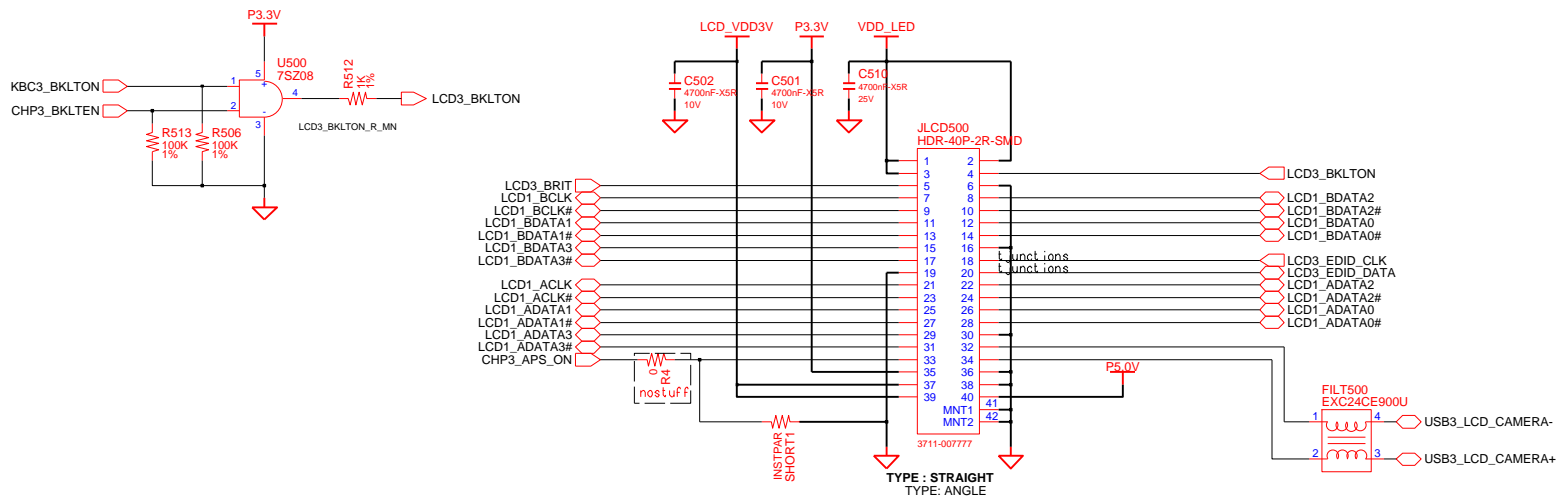 P3.3V
U500
7SZ08
KBC3_BKLTON
CHP3_BKLTEN
5
+
1
2
4
-
3
R512
1K
1%
LCD3_BKLTON
LCD3_BKLTON_R_MN
R513
100K
1%
R506
100K
1%
LCD_VDD3V
P3.3V
VDD_LED
C502
4700nF-X5R
10V
C501
4700nF-X5R
10V
C510
4700nF-X5R
25V
JLCD500
HDR-40P-2R-SMD
1 2
3 4 LCD3_BKLTON
LCD3_BRIT 5 6
LCD1_BCLK 7 8 LCD1_BDATA2
LCD1_BCLK# 9 10 LCD1_BDATA2#
LCD1_BDATA1 11 12 LCD1_BDATA0
LCD1_BDATA1# 13 14 LCD1_BDATA0#
LCD1_BDATA3 15 16
LCD1_BDATA3# 17 18 t junctions LCD3_EDID_CLK
19 20 t junctions LCD3_EDID_DATA
LCD1_ACLK 21 22 LCD1_ADATA2
LCD1_ACLK# 23 24 LCD1_ADATA2#
LCD1_ADATA1 25 26 LCD1_ADATA0
LCD1_ADATA1# 27 28 LCD1_ADATA0#
LCD1_ADATA3 29 30
LCD1_ADATA3# 31 32
CHP3_APS_ON 33 34
35 36
37 38
39 40
MNT1 41
MNT2 42
3711-007777
TYPE : STRAIGHT
TYPE: ANGLE
0
R4
nostuff
INSTPAR
SHORT1
P5.0V
FILT500
EXC24CE900U
1 4 USB3_LCD_CAMERA-
2 3 USB3_LCD_CAMERA+